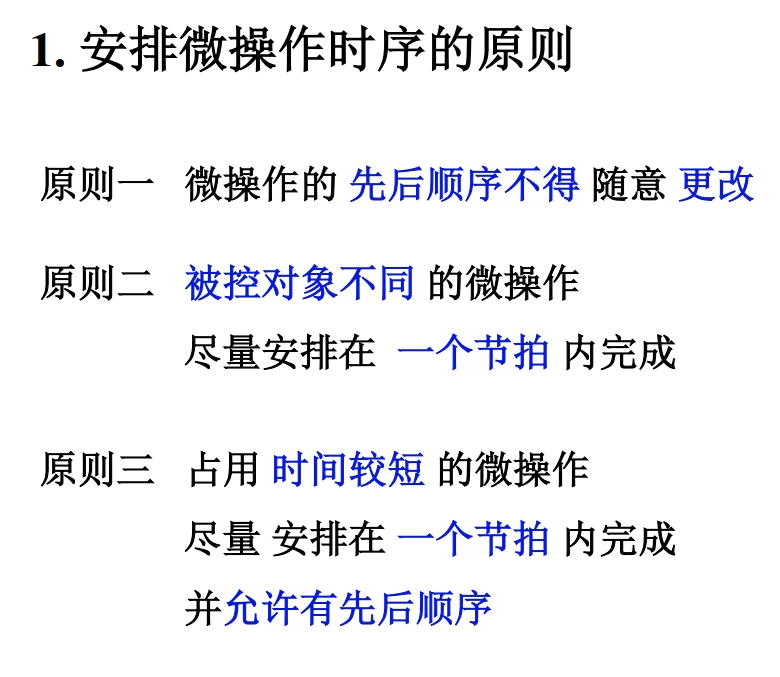 1. 安排微操作时序的原则
原则一 微操作的 先后顺序不得 随意 更改
原则二 被控对象不同 的微操作
尽量安排在 一个节拍 内完成
原则三 占用 时间较短 的微操作
尽量 安排在 一个节拍 内完成
并允许有先后顺序